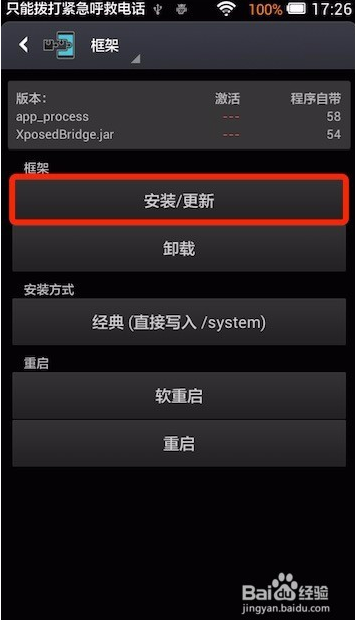 只能拨打紧急呼救电话 100% 17:26
框架
版本： 激活 程序自带
app_process --- 58
XposedBridge.jar --- 54
框架
安装/更新
卸载
安装方式
经典 (直接写入 /system)
重启
软重启
重启
Baidu经验
jingyan.baidu.com